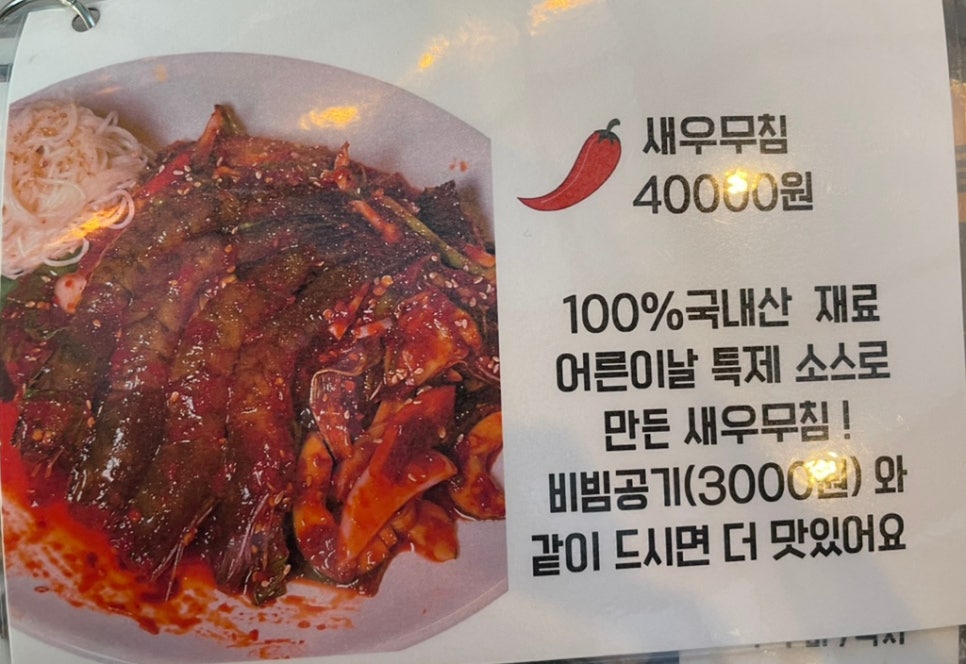 새우무침
40000원
100%국내산 재료
어른이날 특제 소스로
만든 새우무침!
비빔공기(3000원) 와
같이 드시면 더 맛있어요